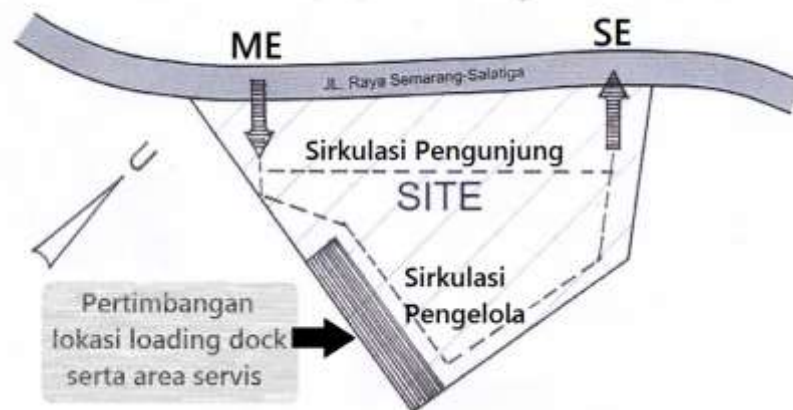 ME
SE
JL. Raya Semarang-Salatiga
U
Sirkulasi Pengunjung
SITE
Sirkulasi
Pengelola
Pertimbangan
lokasi loading dock
serta area servis